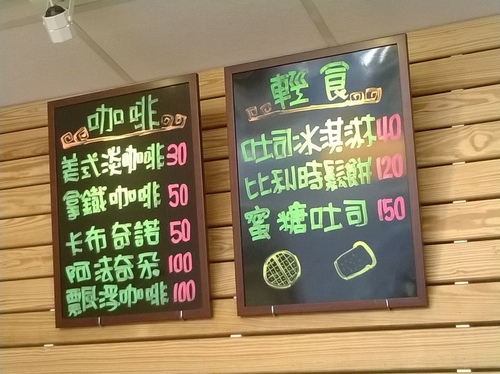 咖啡
美式淡咖啡 30
拿鐵咖啡 50
卡布奇諾 50
阿法奇朵 100
飄浮咖啡 100
輕食
吐司冰淇淋 40
比利時鬆餅 120
蜜糖吐司 150